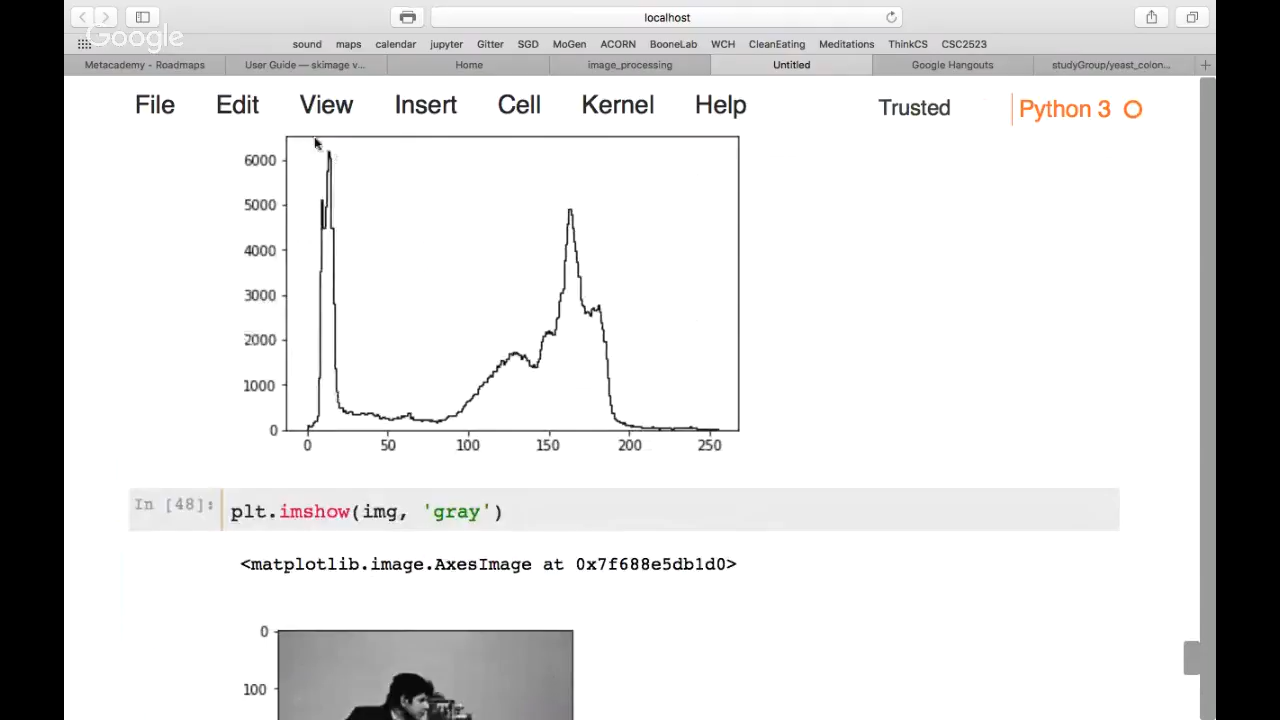 localhost
Google
sound maps calendar jupyter Gitter SGD MoGen ACORN BooneLab WCH CleanEating Meditations ThinkCS CSC2523
Metacademy - Roadmaps User Guide — skimage v... Home image_processing Untitled Google Hangouts studyGroup/yeast_colon...
File Edit View Insert Cell Kernel Help Trusted Python 3
6000
5000
4000
3000
2000
1000
0
0 50 100 150 200 250
In [48]: plt.imshow(img, 'gray')
<matplotlib.image.AxesImage at 0x7f688e5db1d0>
0
100